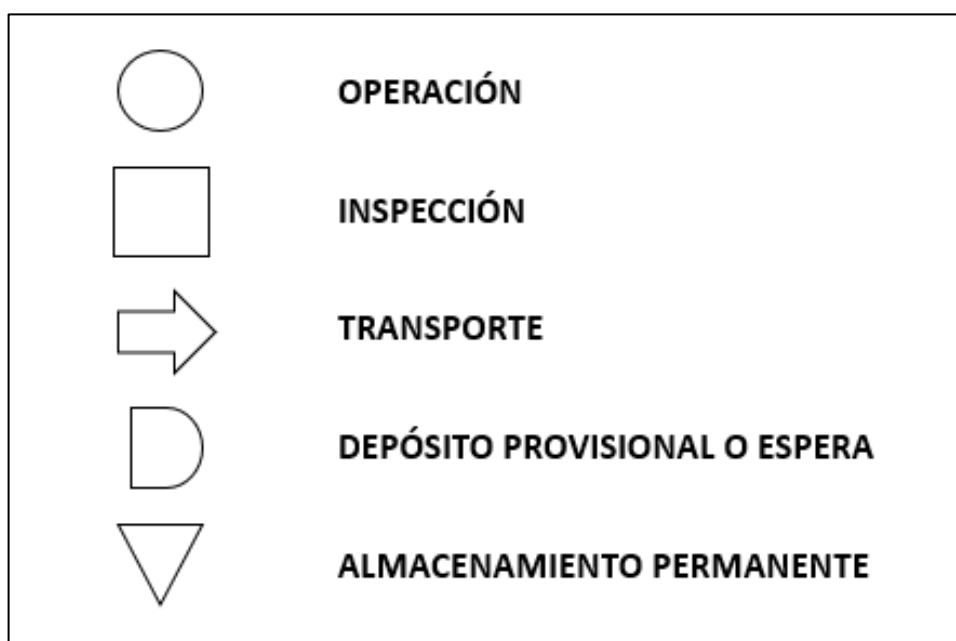 OPERACIÓN
INSPECCIÓN
TRANSPORTE
DEPÓSITO PROVISIONAL O ESPERA
ALMACENAMIENTO PERMANENTE